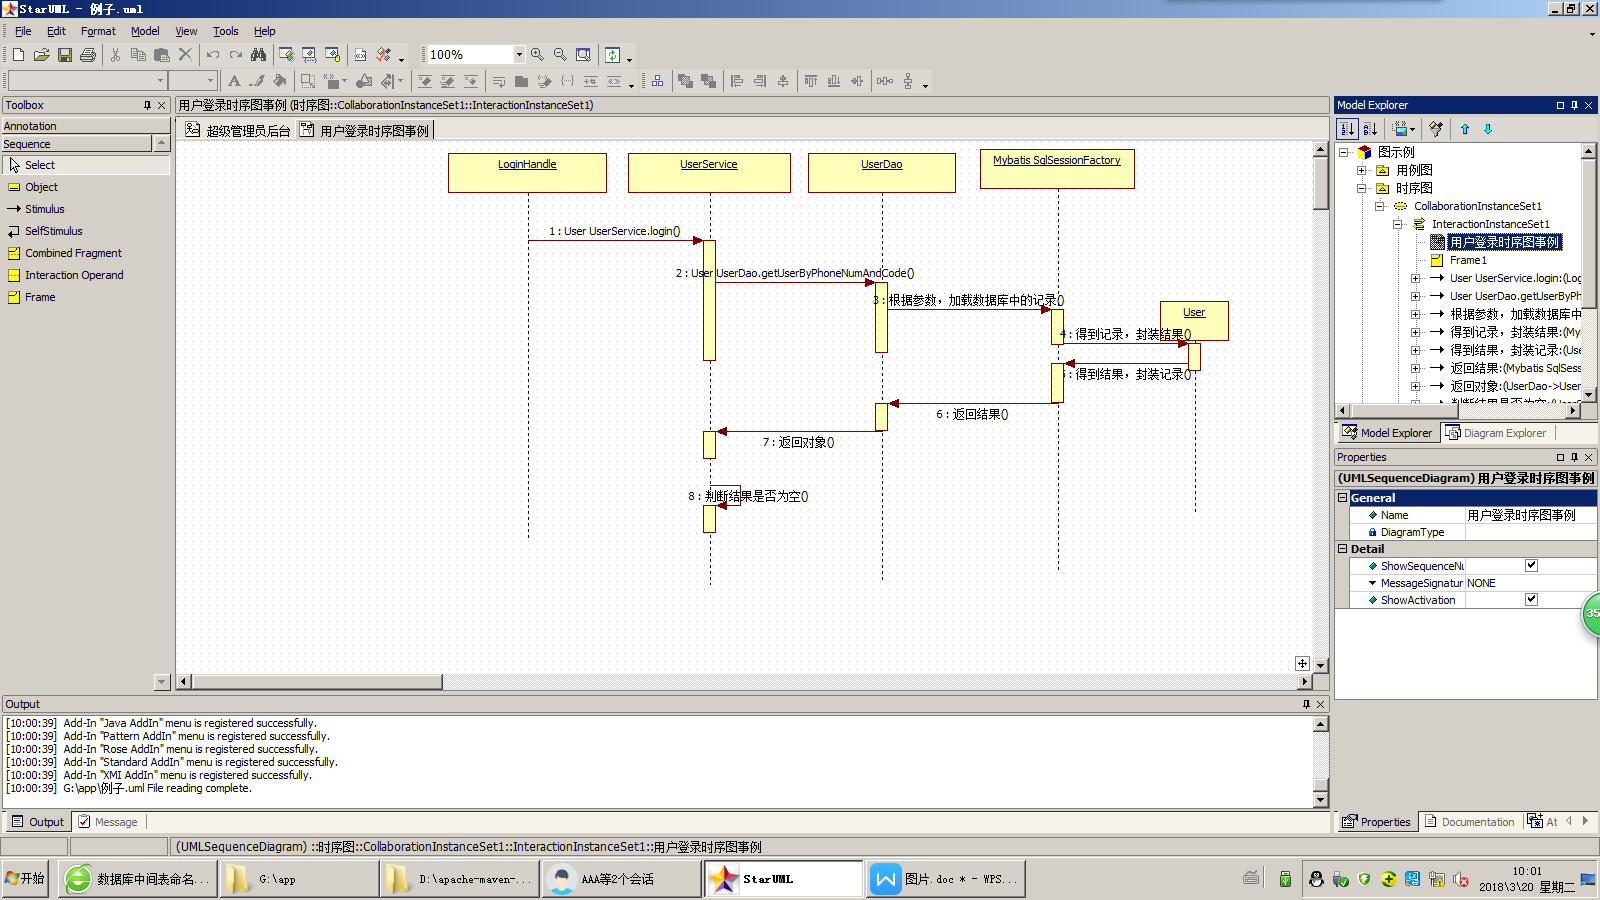 StarUML - 例子.uml
File Edit Format Model View Tools Help
100%
Toolbox
Annotation
Sequence
Select
Object
Stimulus
SelfStimulus
Combined Fragment
Interaction Operand
Frame
用户登录时序图事例 (时序图::CollaborationInstanceSet1::InteractionInstanceSet1)
超级管理员后台 用户登录时序图事例
LoginHandle UserService UserDao Mybatis SqlSessionFactory
1 : User UserService.login()
2 : User UserDao.getUserByPhoneNumAndCode()
3 : 根据参数，加载数据库中的记录()
User
4 : 得到记录，封装结果()
: 得到结果，封装记录()
6 : 返回结果()
7 : 返回对象()
8 : 判断结果是否为空()
Model Explorer
图示例
用例图
时序图
CollaborationInstanceSet1
InteractionInstanceSet1
用户登录时序图事例
Frame1
User UserService.login:(Log
User UserDao.getUserByPh
根据参数，加载数据库中
得到记录，封装结果:(My
得到结果，封装记录:(Use
返回结果:(Mybatis SqlSess
返回对象:(UserDao->User
判断结果是否为空:(UserS
Model Explorer Diagram Explorer
Properties
(UMLSequenceDiagram) 用户登录时序图事例
General
Name 用户登录时序图事例
DiagramType
Detail
ShowSequenceNu
MessageSignatur NONE
ShowActivation
35
Properties Documentation At
Output
[10:00:39] Add-In "Java AddIn" menu is registered successfully.
[10:00:39] Add-In "Pattern AddIn" menu is registered successfully.
[10:00:39] Add-In "Rose AddIn" menu is registered successfully.
[10:00:39] Add-In "Standard AddIn" menu is registered successfully.
[10:00:39] Add-In "XMI AddIn" menu is registered successfully.
[10:00:39] G:\app\例子.uml File reading complete.
Output Message
(UMLSequenceDiagram) ::时序图::CollaborationInstanceSet1::InteractionInstanceSet1::用户登录时序图事例
开始 数据库中间表命名... G:\app D:\apache-maven-... AAA等2个会话 StarUML 图片.doc * - WPS...
10:01
2018\3/20 星期二